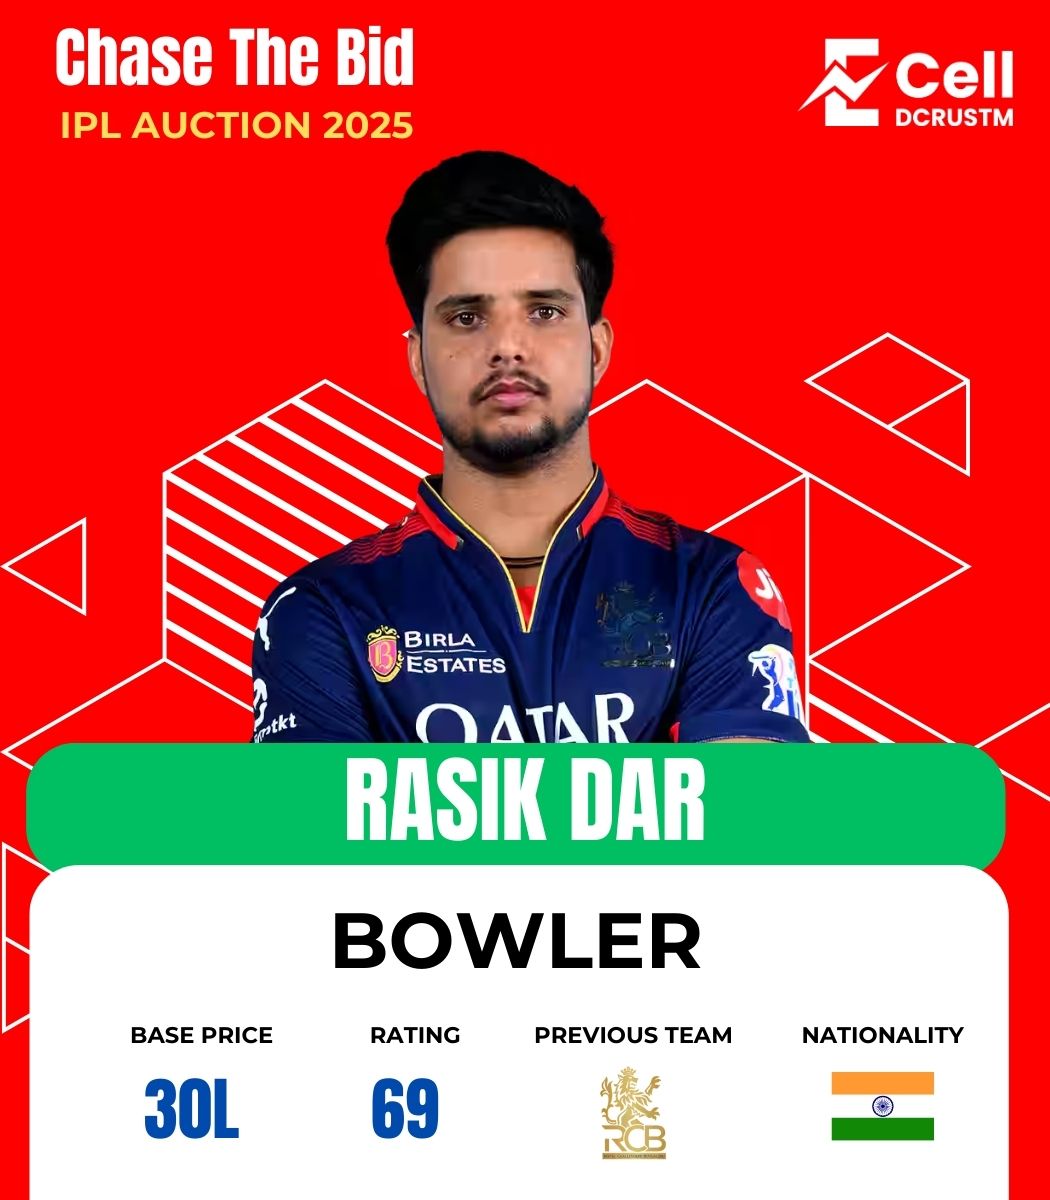 Chase The Bid
IPL AUCTION 2025
Cell
DCRUSTM
BIRLA
ESTATES
QATAR
RASIK DAR
BOWLER
BASE PRICE
RATING
PREVIOUS TEAM
NATIONALITY
30L
69
RCB